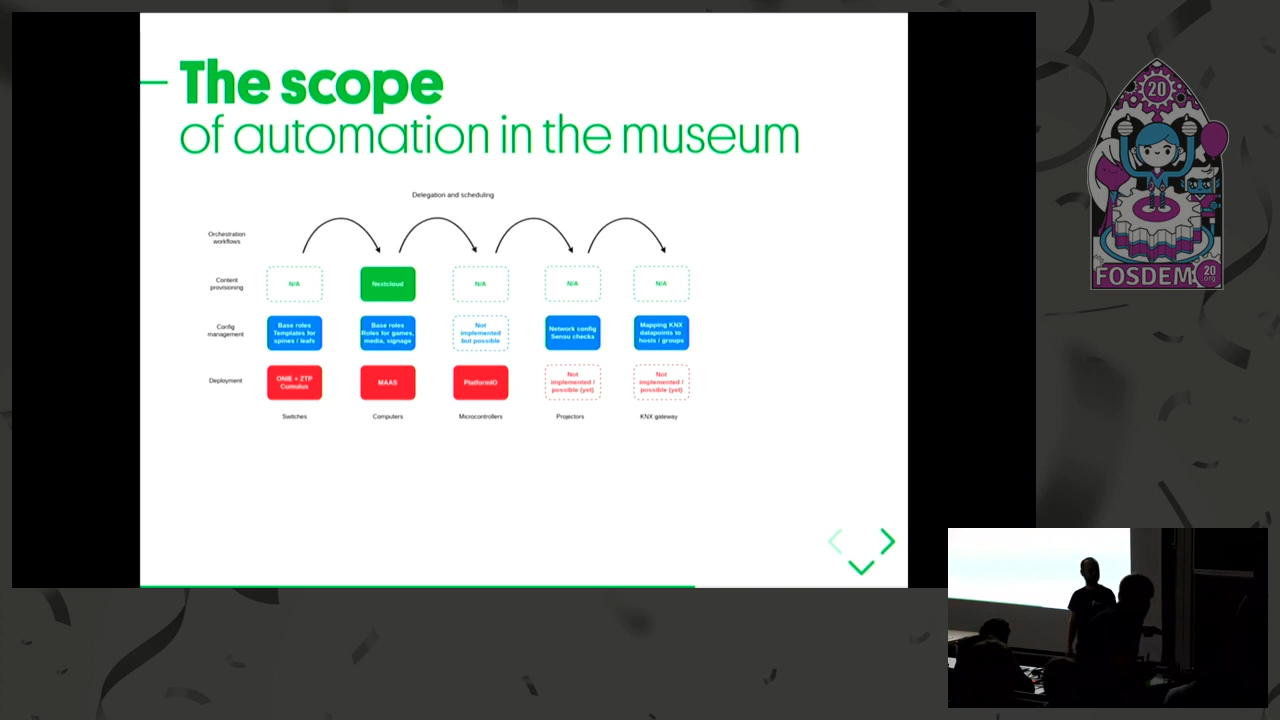 The scope
of automation in the museum
Delegation and scheduling
Orchestration
workflows
Content
provisioning
N/A
Nextcloud
N/A
N/A
N/A
Config
management
Base roles
Templates for
spines / leafs
Base roles
Roles for games,
media, signage
Not
implemented
but possible
Network config
Sensu checks
Mapping KNX
datapoints to
hosts / groups
Deployment
ONIE + ZTP
Cumulus
MAAS
PlatformIO
Not
implemented /
possible (yet)
Not
implemented /
possible (yet)
Switches
Computers
Microcontrollers
Projectors
KNX gateway
20
FOSDEM
20
.org